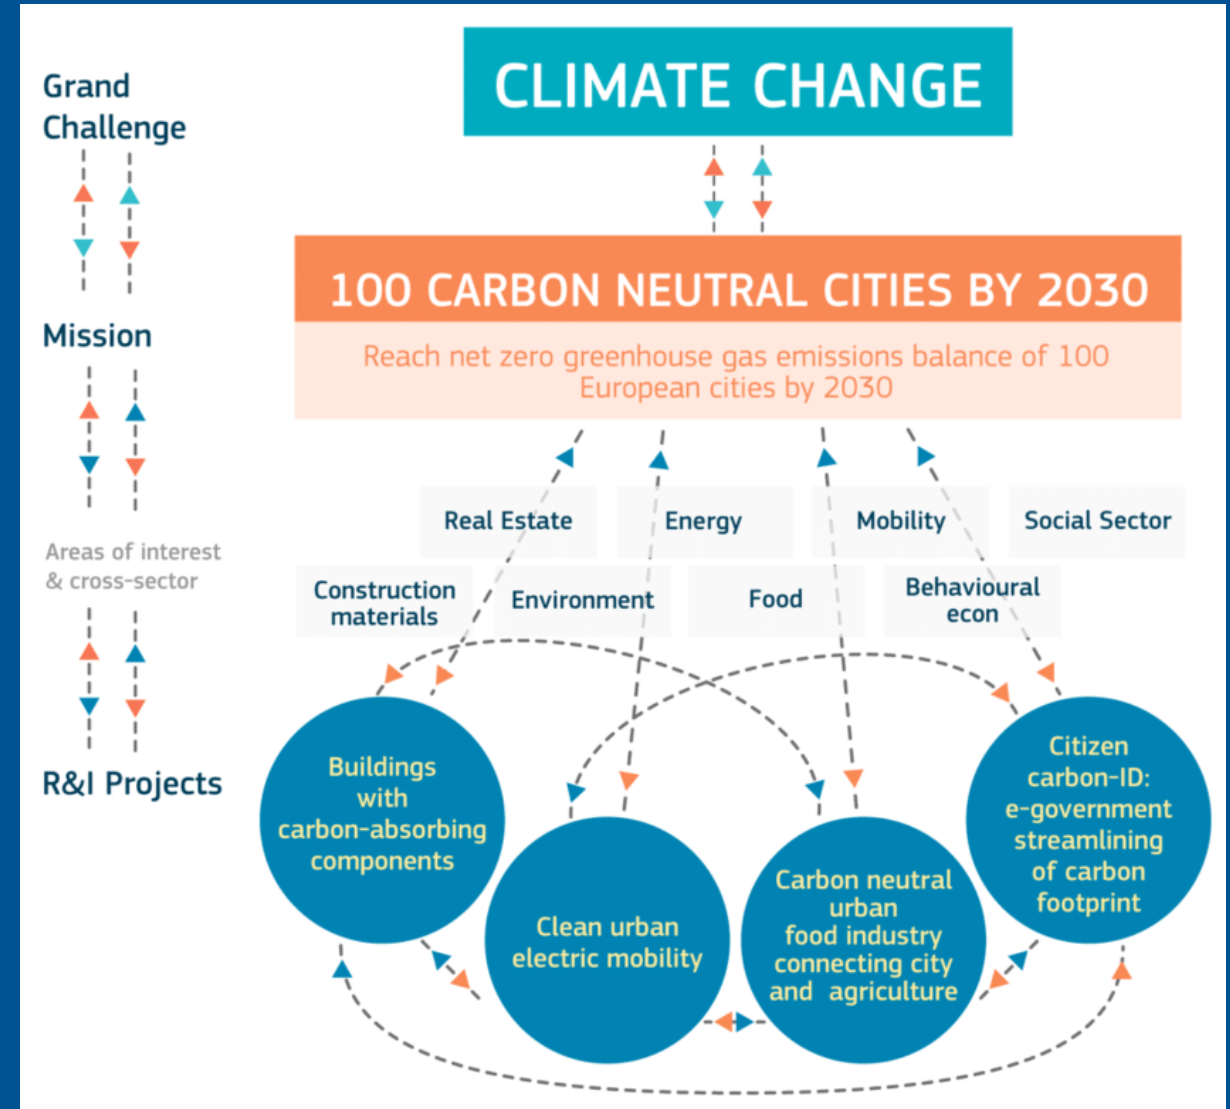 Grand
Challenge
CLIMATE CHANGE
Mission
100 CARBON NEUTRAL CITIES BY 2030
Reach net zero greenhouse gas emissions balance of 100
European cities by 2030
Areas of interest
& cross-sector
Real Estate
Energy
Mobility
Social Sector
Construction
materials
Environment
Food
Behavioural
econ
R&I Projects
Buildings
with
carbon-absorbing
components
Clean urban
electric mobility
Carbon neutral
urban
food industry
connecting city
and agriculture
Citizen
carbon-ID:
e-government
streamlining
of carbon
footprint